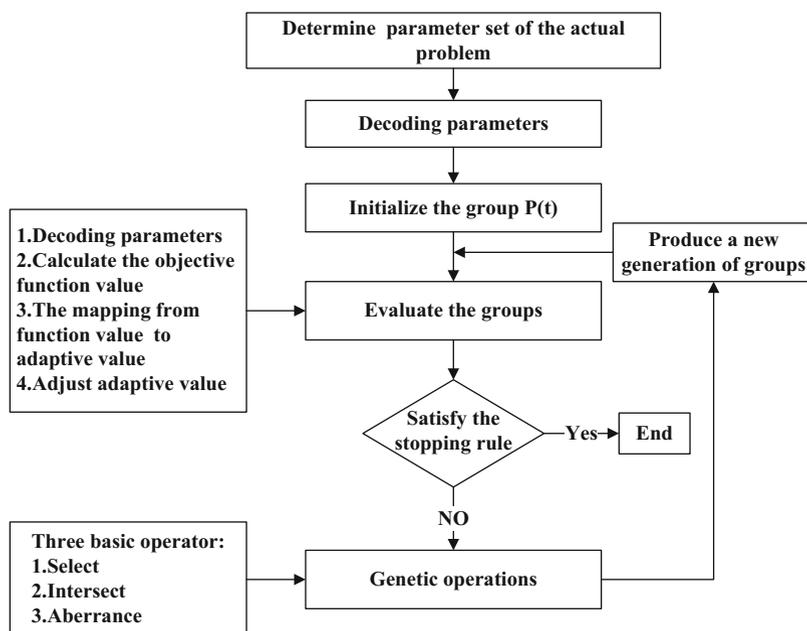 Determine parameter set of the actual
problem
Decoding parameters
Initialize the group P(t)
1.Decoding parameters
2.Calculate the objective
function value
3.The mapping from
function value to
adaptive value
4.Adjust adaptive value
Produce a new
generation of groups
Evaluate the groups
Satisfy the
stopping rule
Yes
End
NO
Three basic operator:
1.Select
2.Intersect
3.Aberrance
Genetic operations